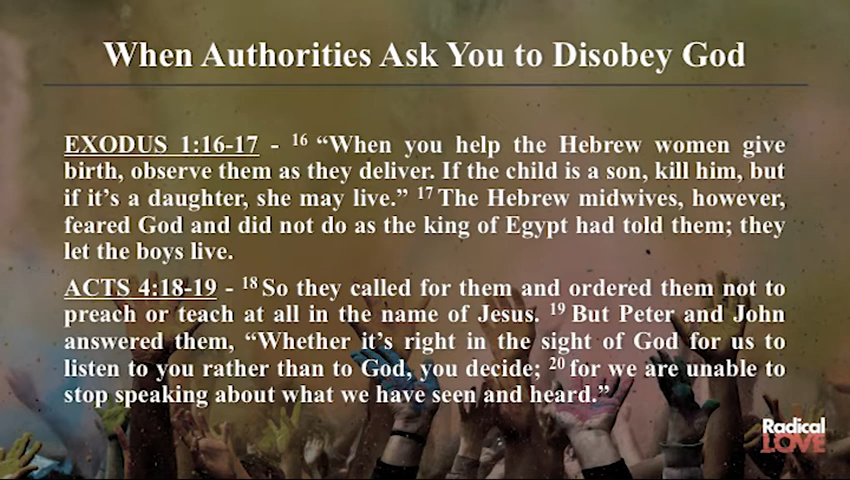 When Authorities Ask You to Disobey God
EXODUS 1:16-17 - 16 “When you help the Hebrew women give
birth, observe them as they deliver. If the child is a son, kill him, but
if it’s a daughter, she may live.” 17 The Hebrew midwives, however,
feared God and did not do as the king of Egypt had told them; they
let the boys live.
ACTS 4:18-19 - 18 So they called for them and ordered them not to
preach or teach at all in the name of Jesus. 19 But Peter and John
answered them, “Whether it’s right in the sight of God for us to
listen to you rather than to God, you decide; 20 for we are unable to
stop speaking about what we have seen and heard.”
Radical
LOVE